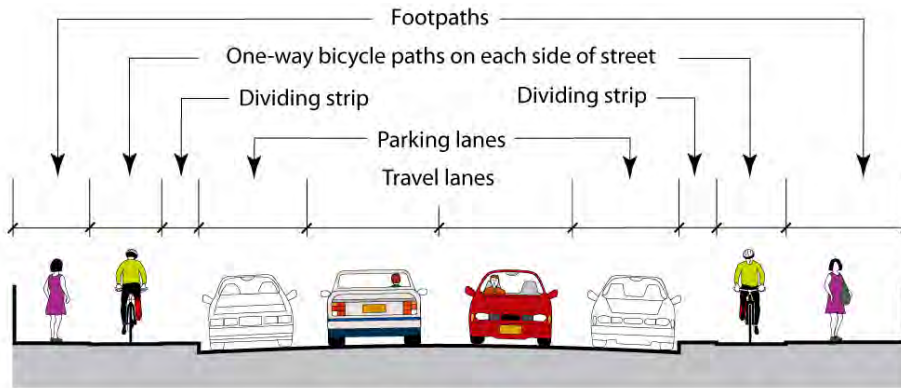 Footpaths
One-way bicycle paths on each side of street
Dividing strip
Dividing strip
Parking lanes
Travel lanes